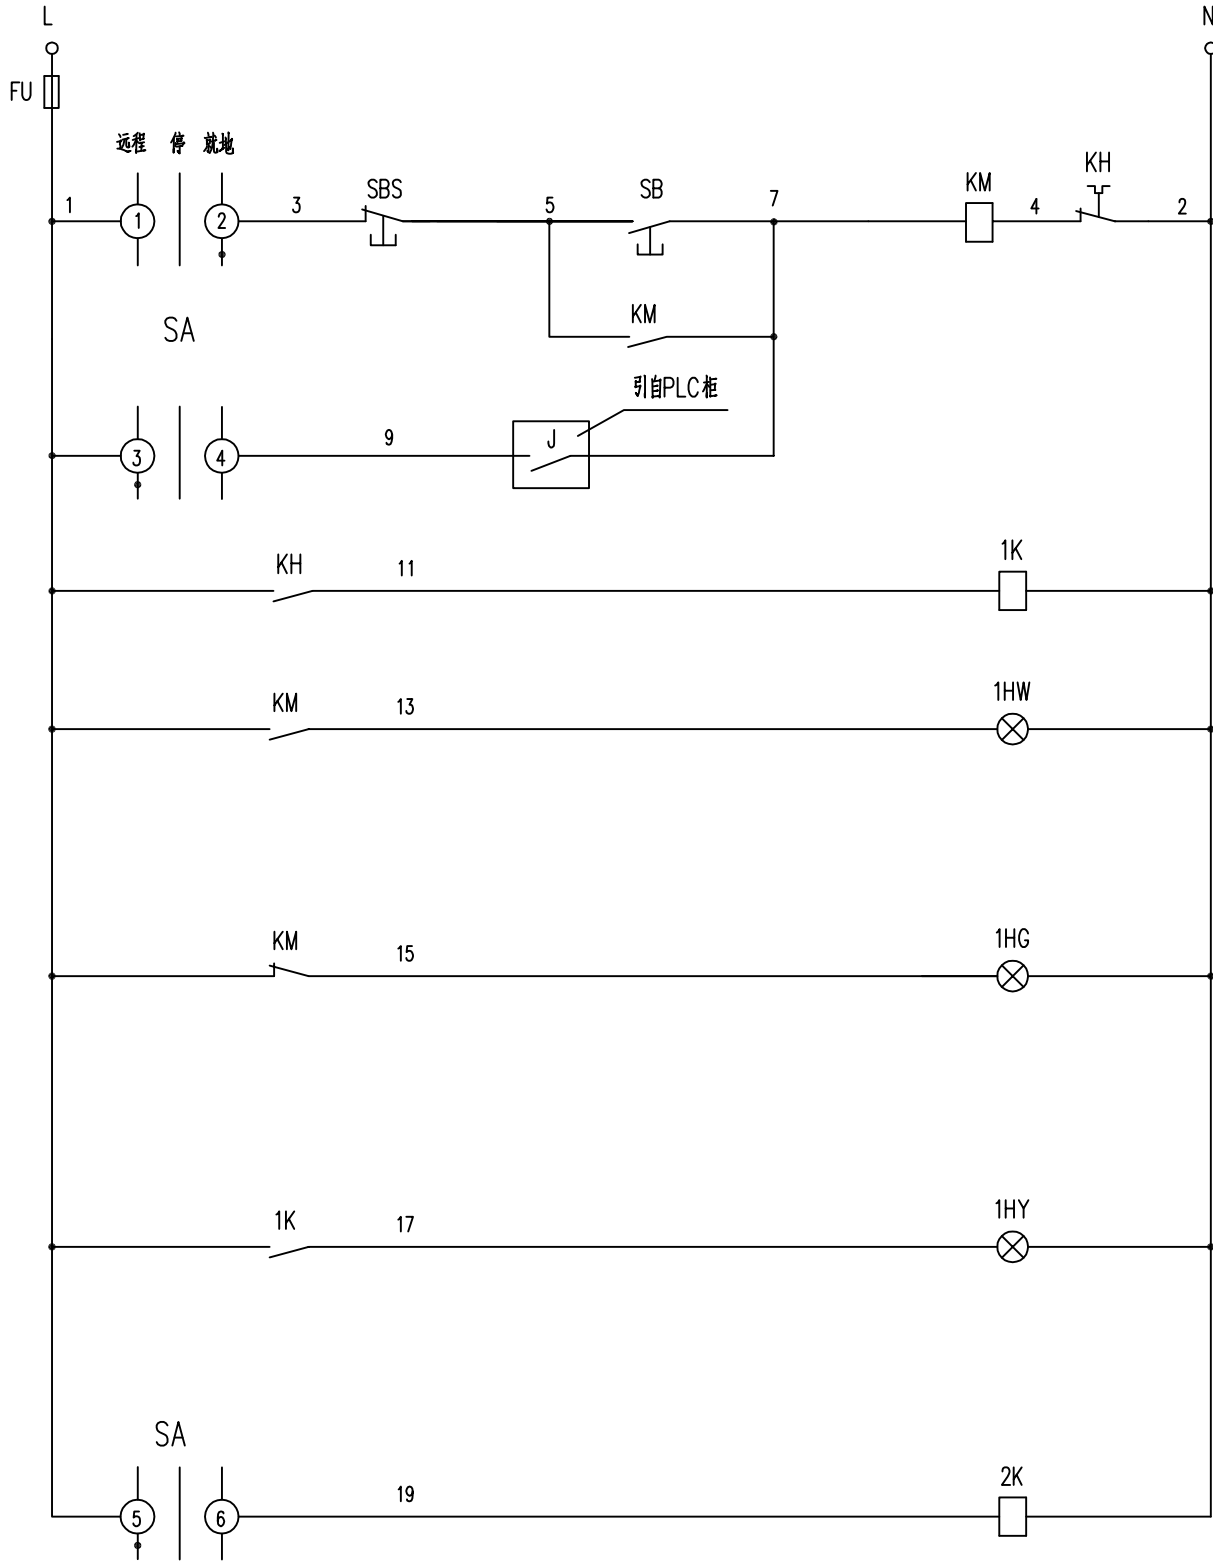 L N
FU
远程 停 就地
KH
SBS SB KM
1 3 5 7 4 2
1 2
SA
KM
引自PLC柜
9 J
3 4
KH 11 1K
KM 13 1HW
KM 15 1HG
1K 17 1HY
SA
19 2K
5 6